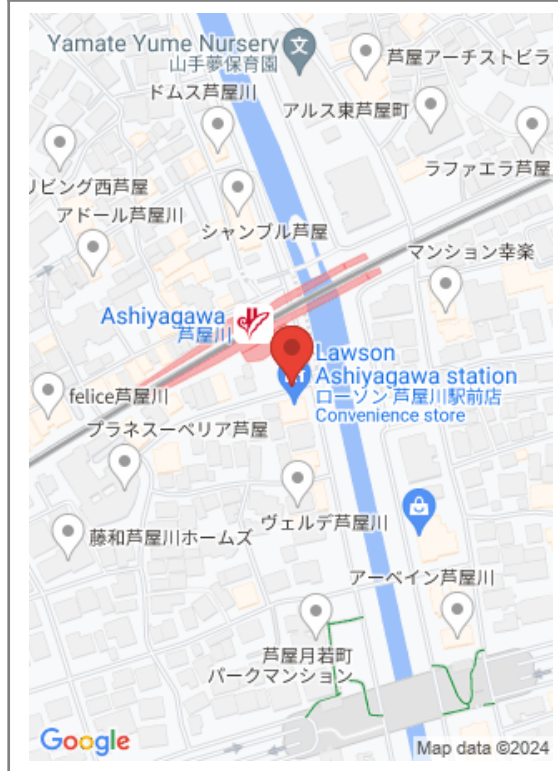 Yamate Yume Nursery
山手夢保育園
芦屋アーチストビラ
ドムス芦屋川
アルス東芦屋町
ラファエラ芦屋
リビング西芦屋
アドール芦屋川
シャンブル芦屋
マンション幸楽
Ashiyagawa
芦屋川
Lawson
Ashiyagawa station
ローソン 芦屋川駅前店
Convenience store
felice芦屋川
プラネスーペリア芦屋
ヴェルデ芦屋川
藤和芦屋川ホームズ
アーベイン芦屋川
芦屋月若町
パークマンション
Google
Map data ©2024